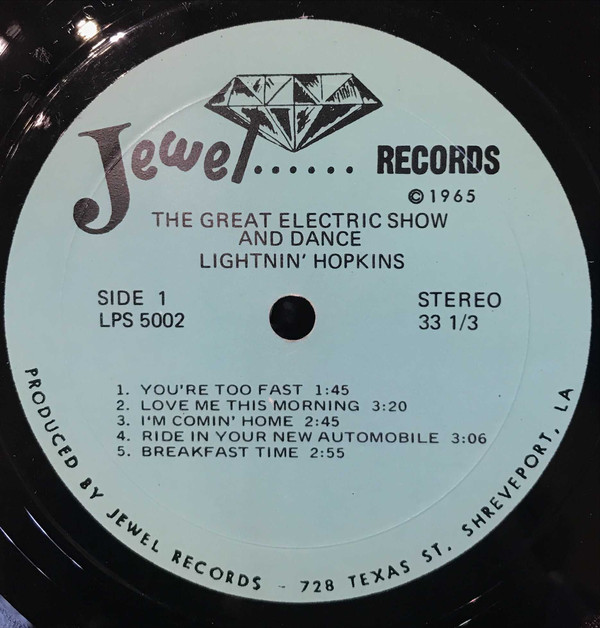 Jewel...... RECORDS
©1965
THE GREAT ELECTRIC SHOW
AND DANCE
LIGHTNIN' HOPKINS
SIDE 1 STEREO
LPS 5002 33 1/3
1. YOU'RE TOO FAST 1:45
2. LOVE ME THIS MORNING 3:20
3. I'M COMIN' HOME 2:45
4. RIDE IN YOUR NEW AUTOMOBILE 3:06
5. BREAKFAST TIME 2:55
PRODUCED BY JEWEL RECORDS - 728 TEXAS ST. SHREVEPORT, LA